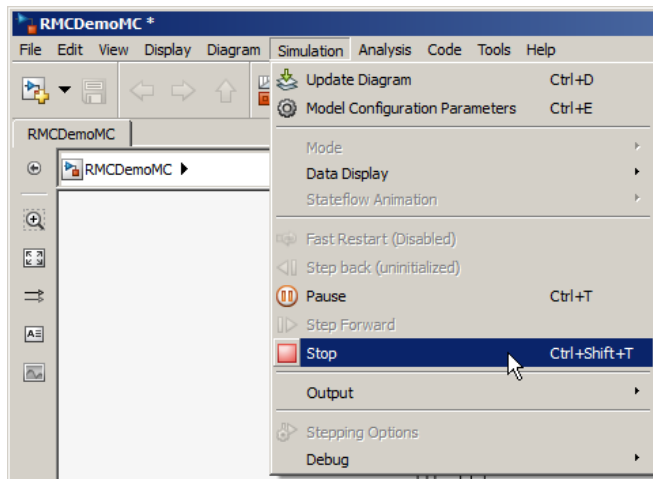 RMCDemoMC *
File Edit View Display Diagram Simulation Analysis Code Tools Help
Update Diagram Ctrl+D
Model Configuration Parameters Ctrl+E
RMCDemoMC
Mode
RMCDemoMC
Data Display
Stateflow Animation
Fast Restart (Disabled)
Step back (uninitialized)
Pause Ctrl+T
Step Forward
Stop Ctrl+Shift+T
Output
Stepping Options
Debug